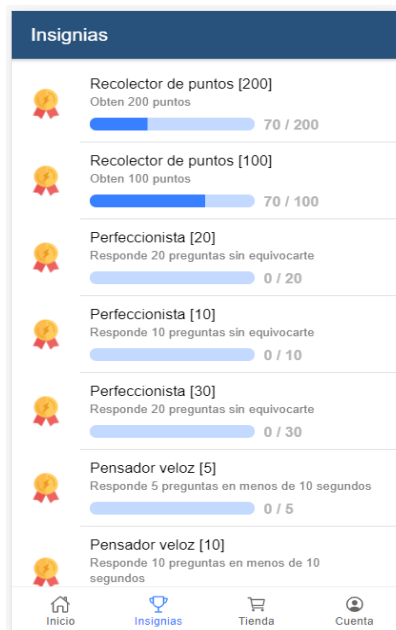 Insignias
Recolector de puntos [200]
Obten 200 puntos
70 / 200
Recolector de puntos [100]
Obten 100 puntos
70 / 100
Perfeccionista [20]
Responde 20 preguntas sin equivocarte
0 / 20
Perfeccionista [10]
Responde 10 preguntas sin equivocarte
0 / 10
Perfeccionista [30]
Responde 20 preguntas sin equivocarte
0 / 30
Pensador veloz [5]
Responde 5 preguntas en menos de 10 segundos
0 / 5
Pensador veloz [10]
Responde 10 preguntas en menos de 10
segundos
Inicio
Insignias
Tienda
Cuenta